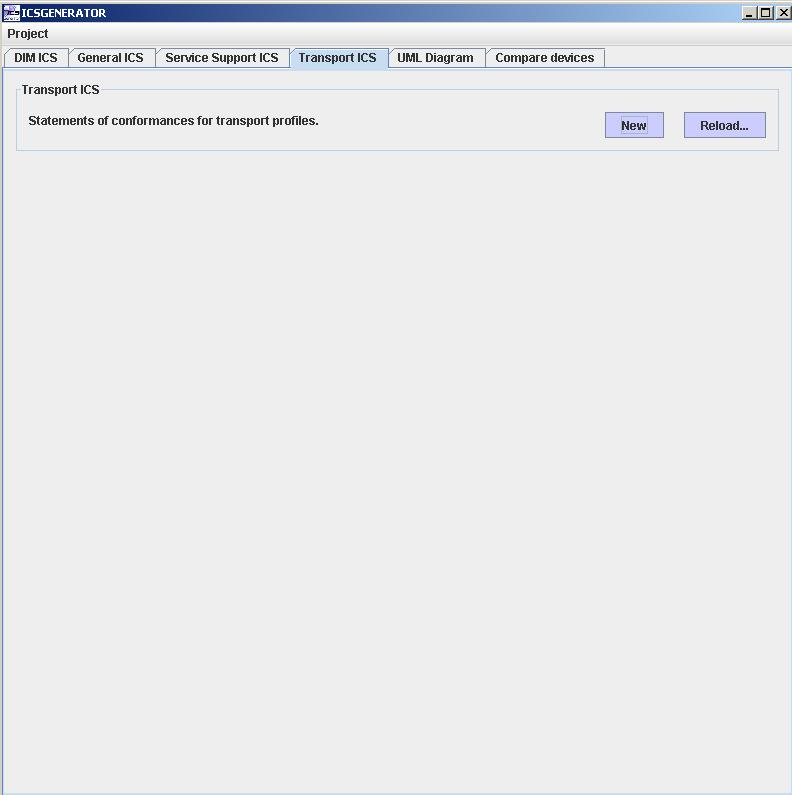 ICSGENERATOR
Project
DIM ICS General ICS Service Support ICS Transport ICS UML Diagram Compare devices
Transport ICS
Statements of conformances for transport profiles. New Reload...